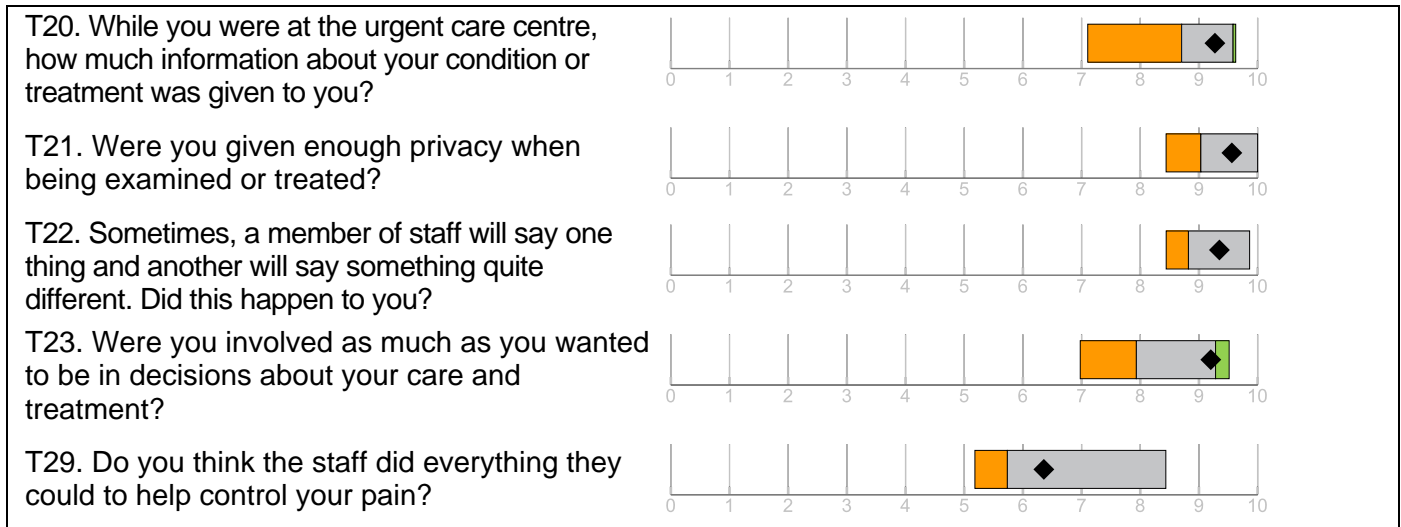 T20. While you were at the urgent care centre,
how much information about your condition or
treatment was given to you?
0 1 2 3 4 5 6 7 8 9 10
T21. Were you given enough privacy when
being examined or treated?
0 1 2 3 4 5 6 7 8 9 10
T22. Sometimes, a member of staff will say one
thing and another will say something quite
different. Did this happen to you?
0 1 2 3 4 5 6 7 8 9 10
T23. Were you involved as much as you wanted
to be in decisions about your care and
treatment?
0 1 2 3 4 5 6 7 8 9 10
T29. Do you think the staff did everything they
could to help control your pain?
0 1 2 3 4 5 6 7 8 9 10